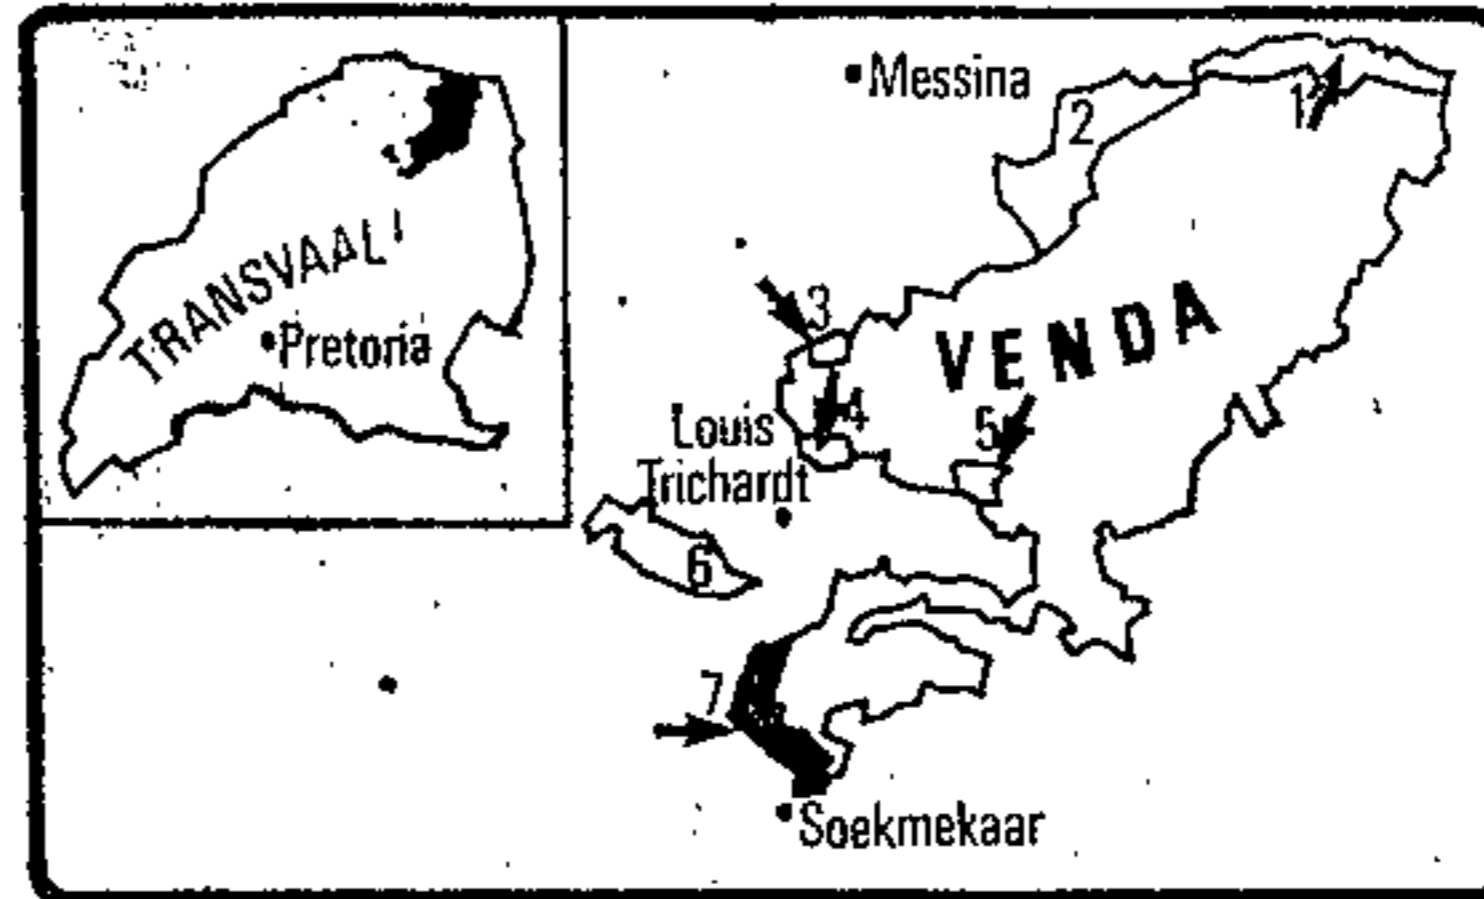 TRANSVAAL
Pretoria
Messina
1
2
3
VENDA
4
Louis
Trichardt
5
6
7
Soekmekaar